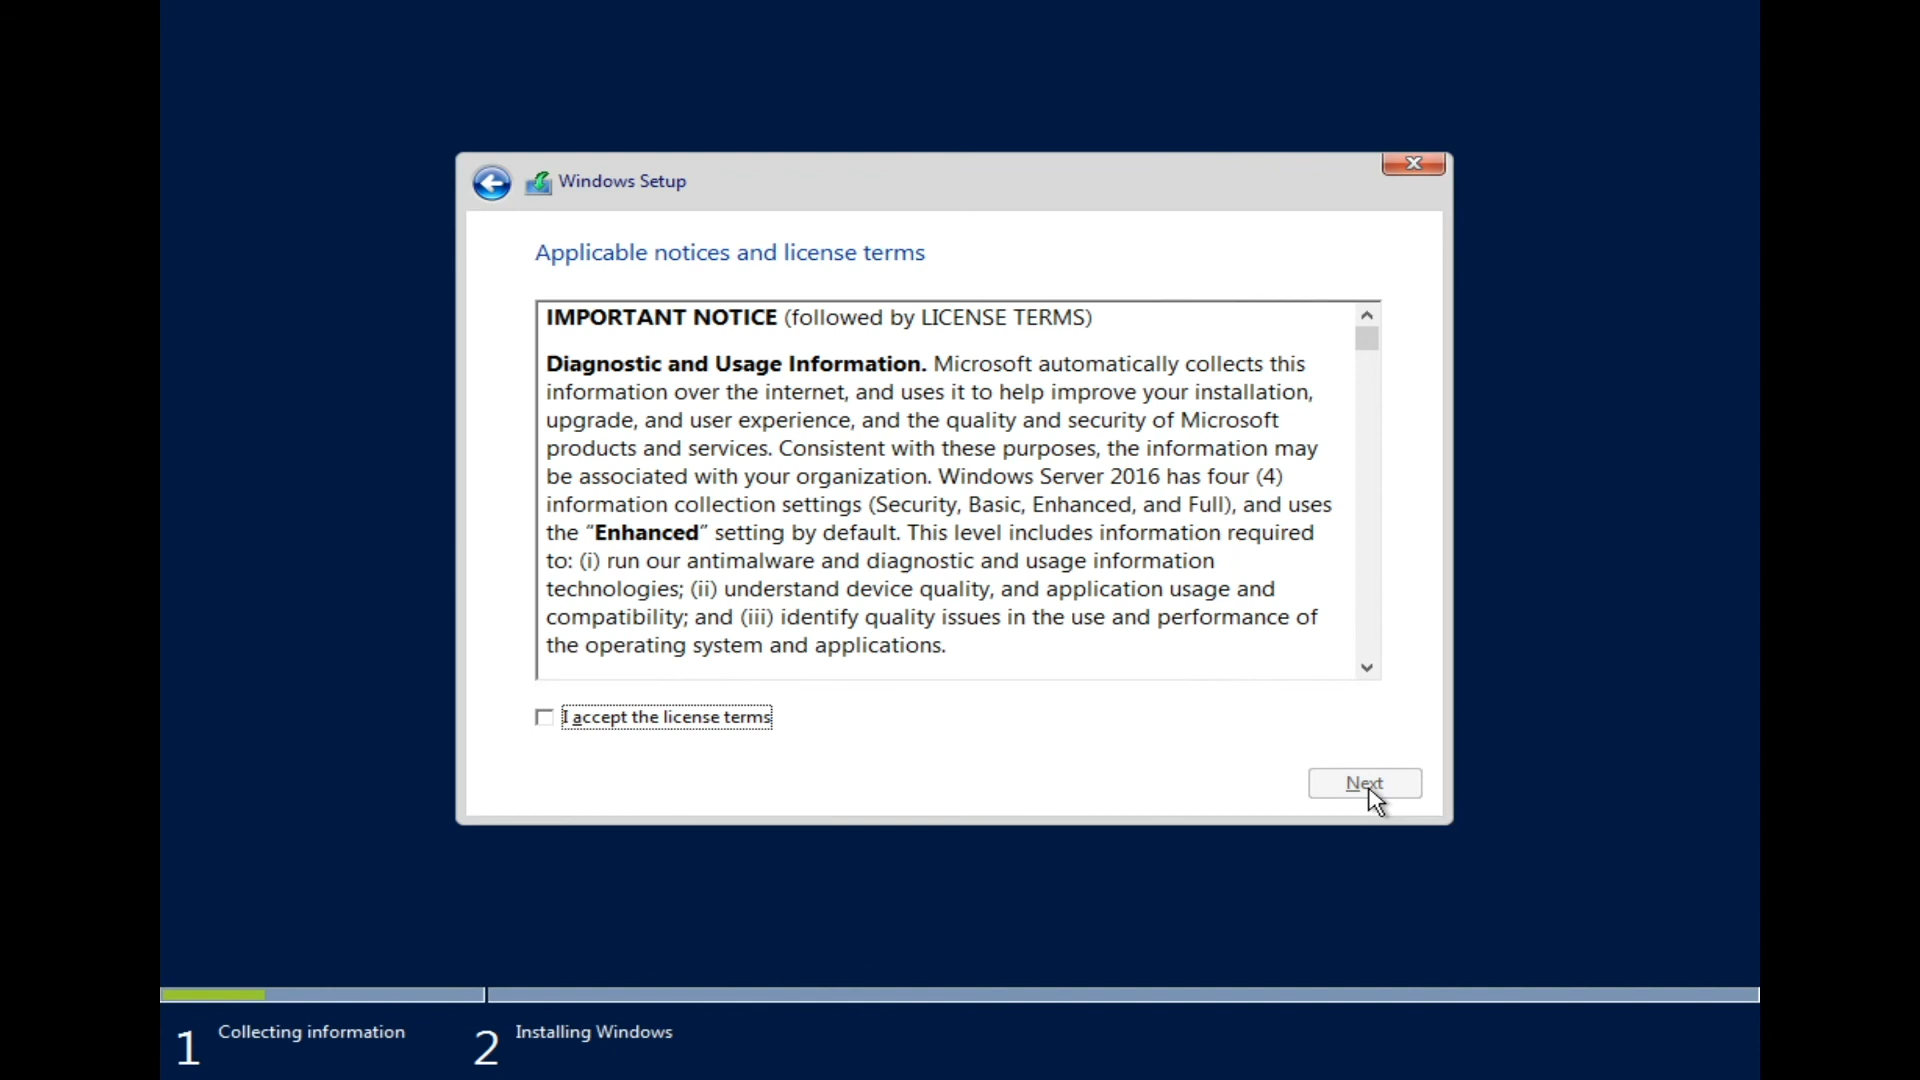 Windows Setup
Applicable notices and license terms
IMPORTANT NOTICE (followed by LICENSE TERMS)
Diagnostic and Usage Information. Microsoft automatically collects this
information over the internet, and uses it to help improve your installation,
upgrade, and user experience, and the quality and security of Microsoft
products and services. Consistent with these purposes, the information may
be associated with your organization. Windows Server 2016 has four (4)
information collection settings (Security, Basic, Enhanced, and Full), and uses
the “Enhanced” setting by default. This level includes information required
to: (i) run our antimalware and diagnostic and usage information
technologies; (ii) understand device quality, and application usage and
compatibility; and (iii) identify quality issues in the use and performance of
the operating system and applications.
I accept the license terms
Next
1 Collecting information
2 Installing Windows